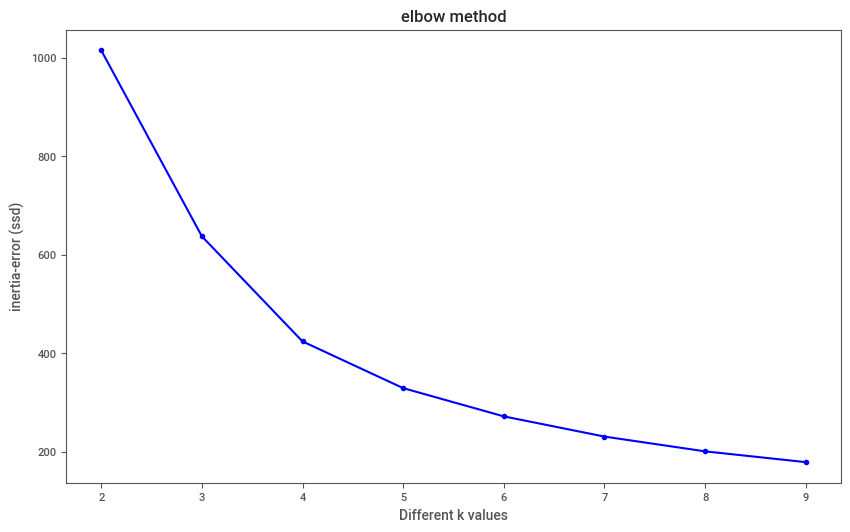 elbow method
1000
800
600
400
200
inertia-error (ssd)
2 3 4 5 6 7 8 9
Different k values